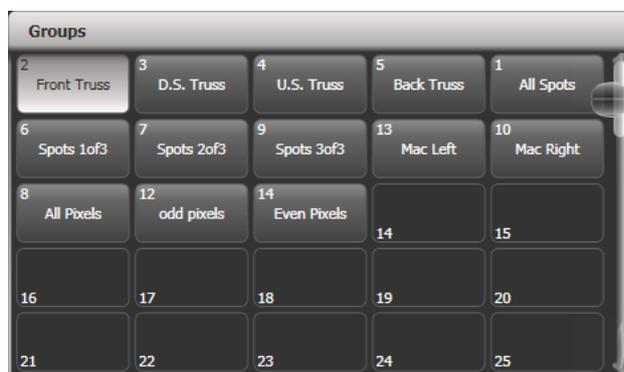 Groups
2 3 4 5 1
Front Truss D.S. Truss U.S. Truss Back Truss All Spots
6 7 9 13 10
Spots 1of3 Spots 2of3 Spots 3of3 Mac Left Mac Right
8 12 14
All Pixels odd pixels Even Pixels
14 15
16 17 18 19 20
21 22 23 24 25